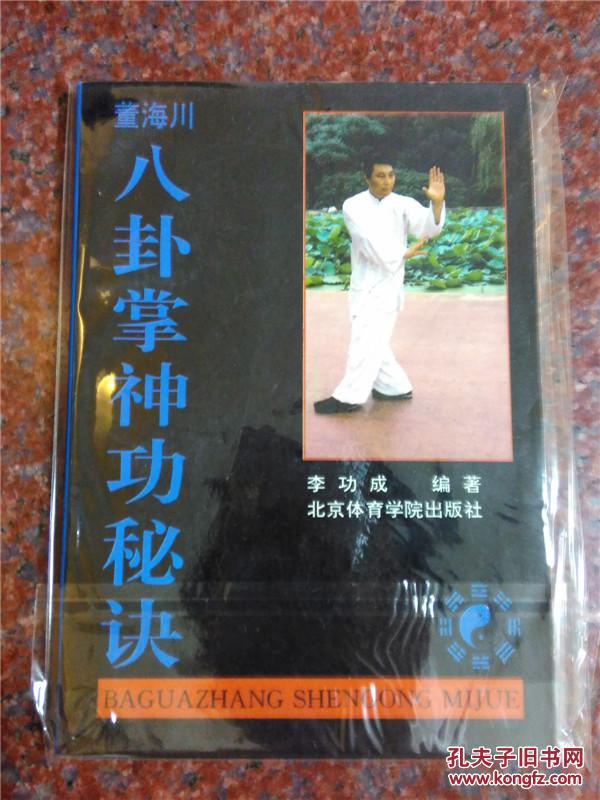 董海川
八卦掌神功秘诀
李功成 编著
北京体育学院出版社
BAGUAZHANG SHENGONG MIJUE
孔夫子旧书网
www.kongfz.com